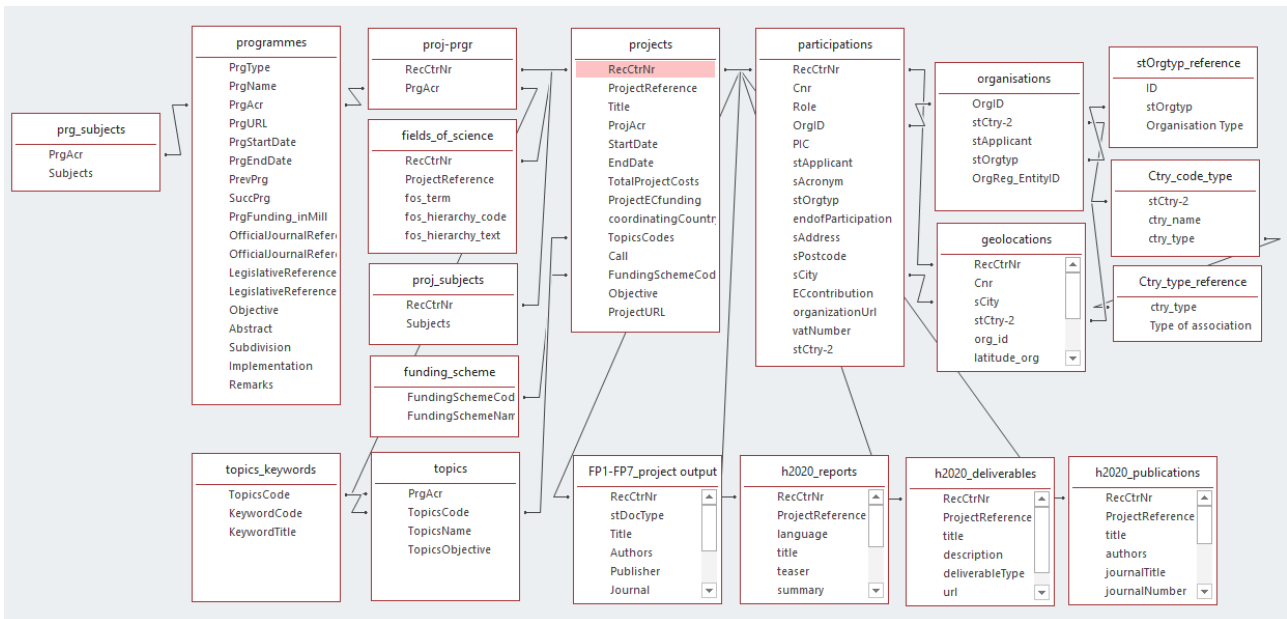 prg_subjects
PrgAcr
Subjects
programmes
PrgType
PrgName
PrgAcr
PrgURL
PrgStartDate
PrgEndDate
PrevPrg
SuccPrg
PrgFunding_inMill
OfficialJournalRefer
OfficialJournalRefer
LegislativeReference
LegislativeReference
Objective
Abstract
Subdivision
Implementation
Remarks
topics_keywords
TopicsCode
KeywordCode
KeywordTitle
proj-prgr
RecCtrNr
PrgAcr
fields_of_science
RecCtrNr
ProjectReference
fos_term
fos_hierarchy_code
fos_hierarchy_text
proj_subjects
RecCtrNr
Subjects
funding_scheme
FundingSchemeCod
FundingSchemeNam
topics
PrgAcr
TopicsCode
TopicsName
TopicsObjective
projects
RecCtrNr
ProjectReference
Title
ProjAcr
StartDate
EndDate
TotalProjectCosts
ProjectECfunding
coordinatingCountr
TopicsCodes
Call
FundingSchemeCod
Objective
ProjectURL
participations
RecCtrNr
Cnr
Role
OrgID
PIC
stApplicant
sAcronym
stOrgtyp
endofParticipation
sAddress
sPostcode
sCity
ECcontribution
organizationUrl
vatNumber
stCtry-2
organisations
OrgID
stCtry-2
stApplicant
stOrgtyp
OrgReg_EntityID
geolocations
RecCtrNr
Cnr
sCity
stCtry-2
org_id
latitude_org
stOrgtyp_reference
ID
stOrgtyp
Organisation Type
Ctry_code_type
stCtry-2
ctry_name
ctry_type
Ctry_type_reference
ctry_type
Type of association
FP1-FP7_project output
RecCtrNr
stDocType
Title
Authors
Publisher
Journal
h2020_reports
RecCtrNr
ProjectReference
language
title
teaser
summary
h2020_deliverables
RecCtrNr
ProjectReference
title
description
deliverableType
url
h2020_publications
RecCtrNr
ProjectReference
title
authors
journalTitle
journalNumber